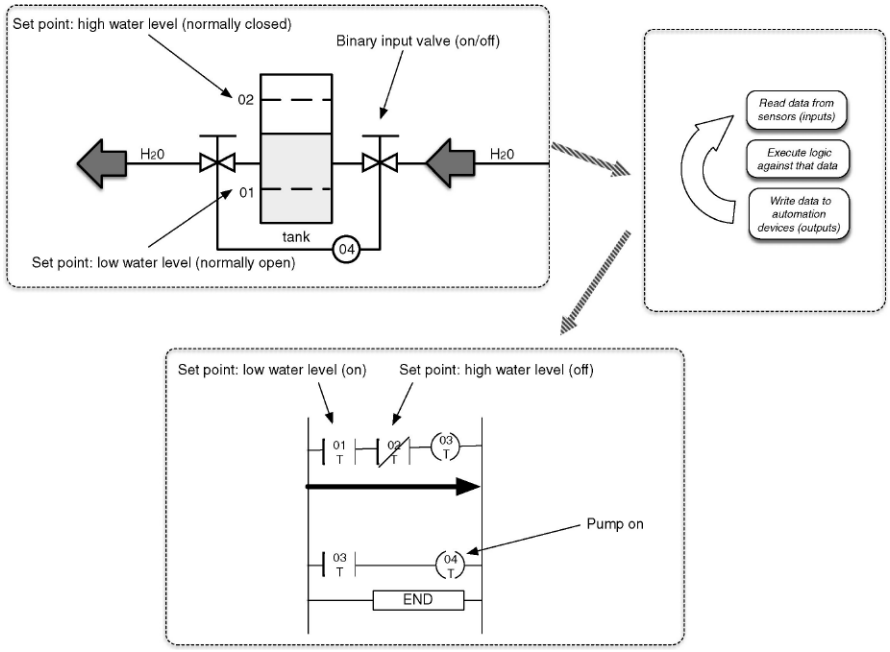 Set point: high water level (normally closed)
Binary input valve (on/off)
02
H20
H20
01
tank
04
Set point: low water level (normally open)
Read data from
sensors (inputs)
Execute logic
against that data
Write data to
automation
devices (outputs)
Set point: low water level (on)
Set point: high water level (off)
01
T
02
T
03
T
Pump on
03
T
04
T
END